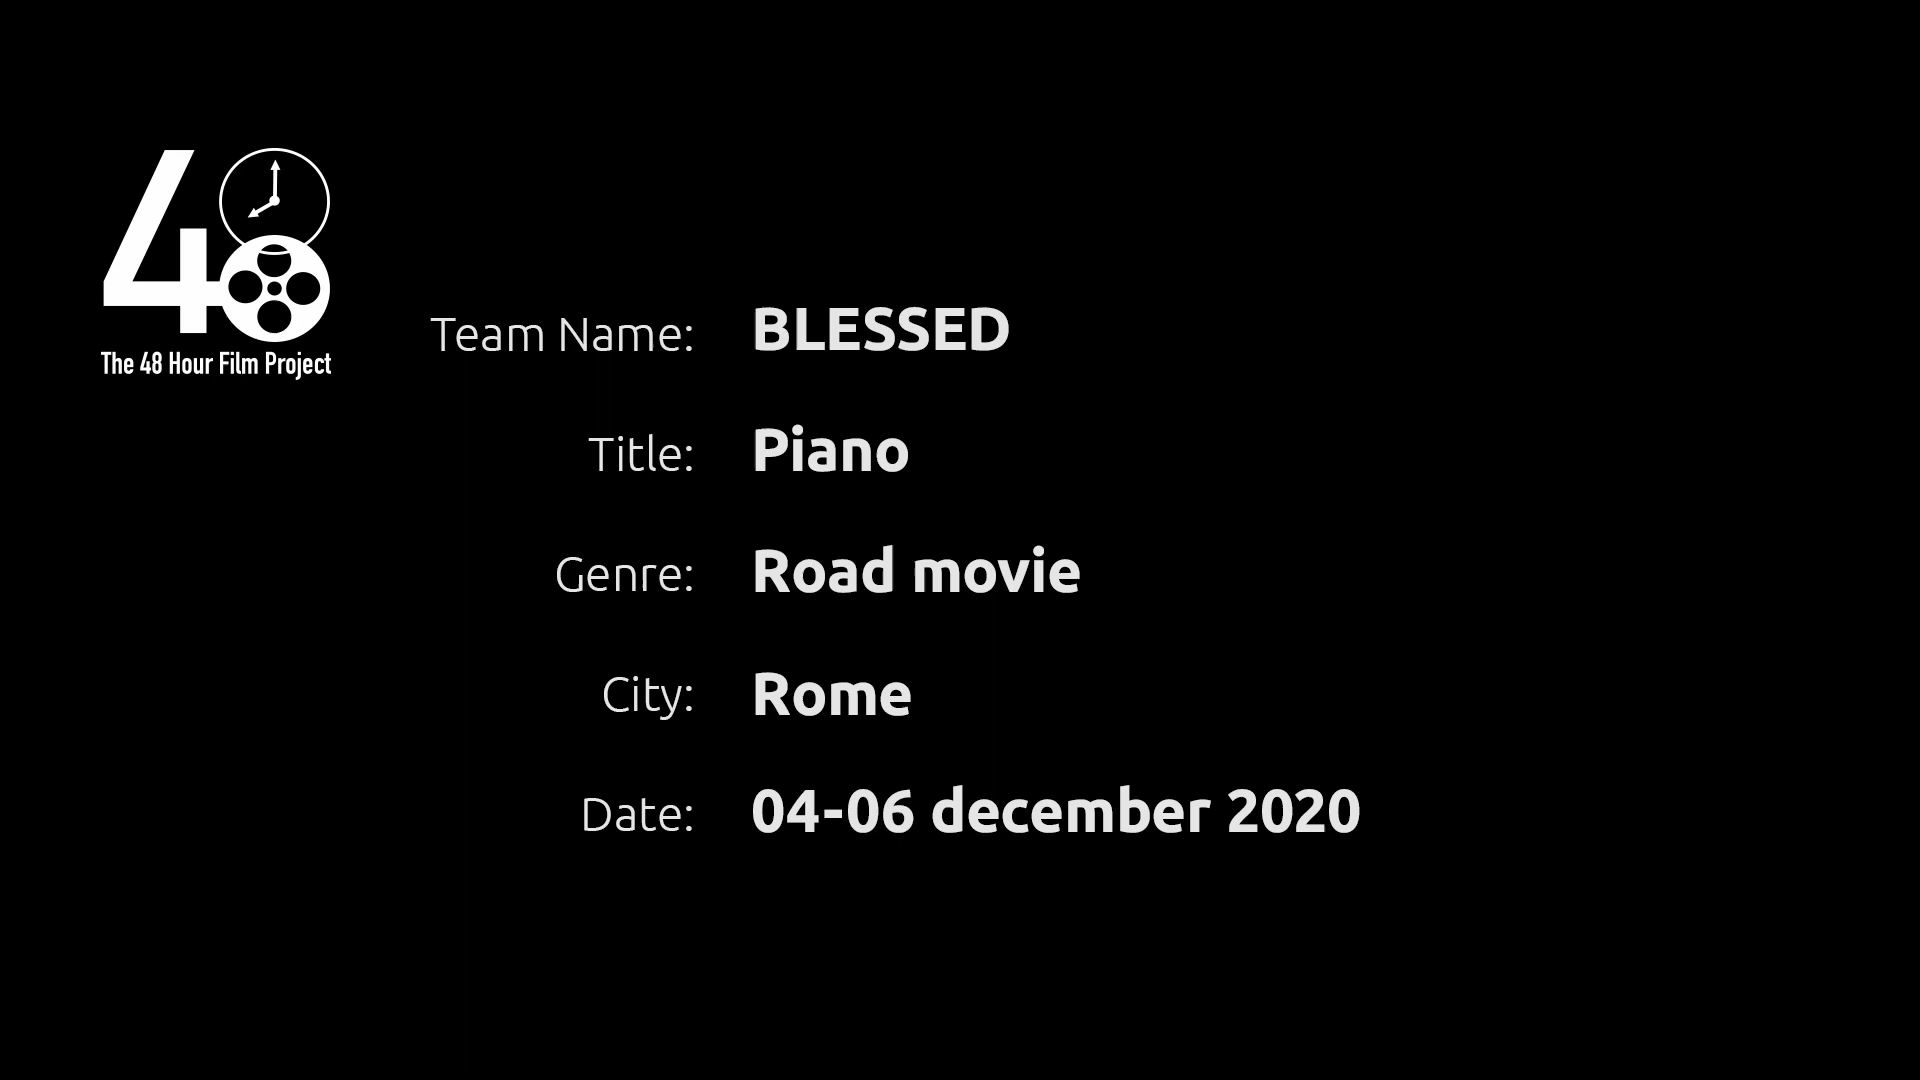 48
The 48 Hour Film Project
Team Name: BLESSED
Title: Piano
Genre: Road movie
City: Rome
Date: 04-06 december 2020